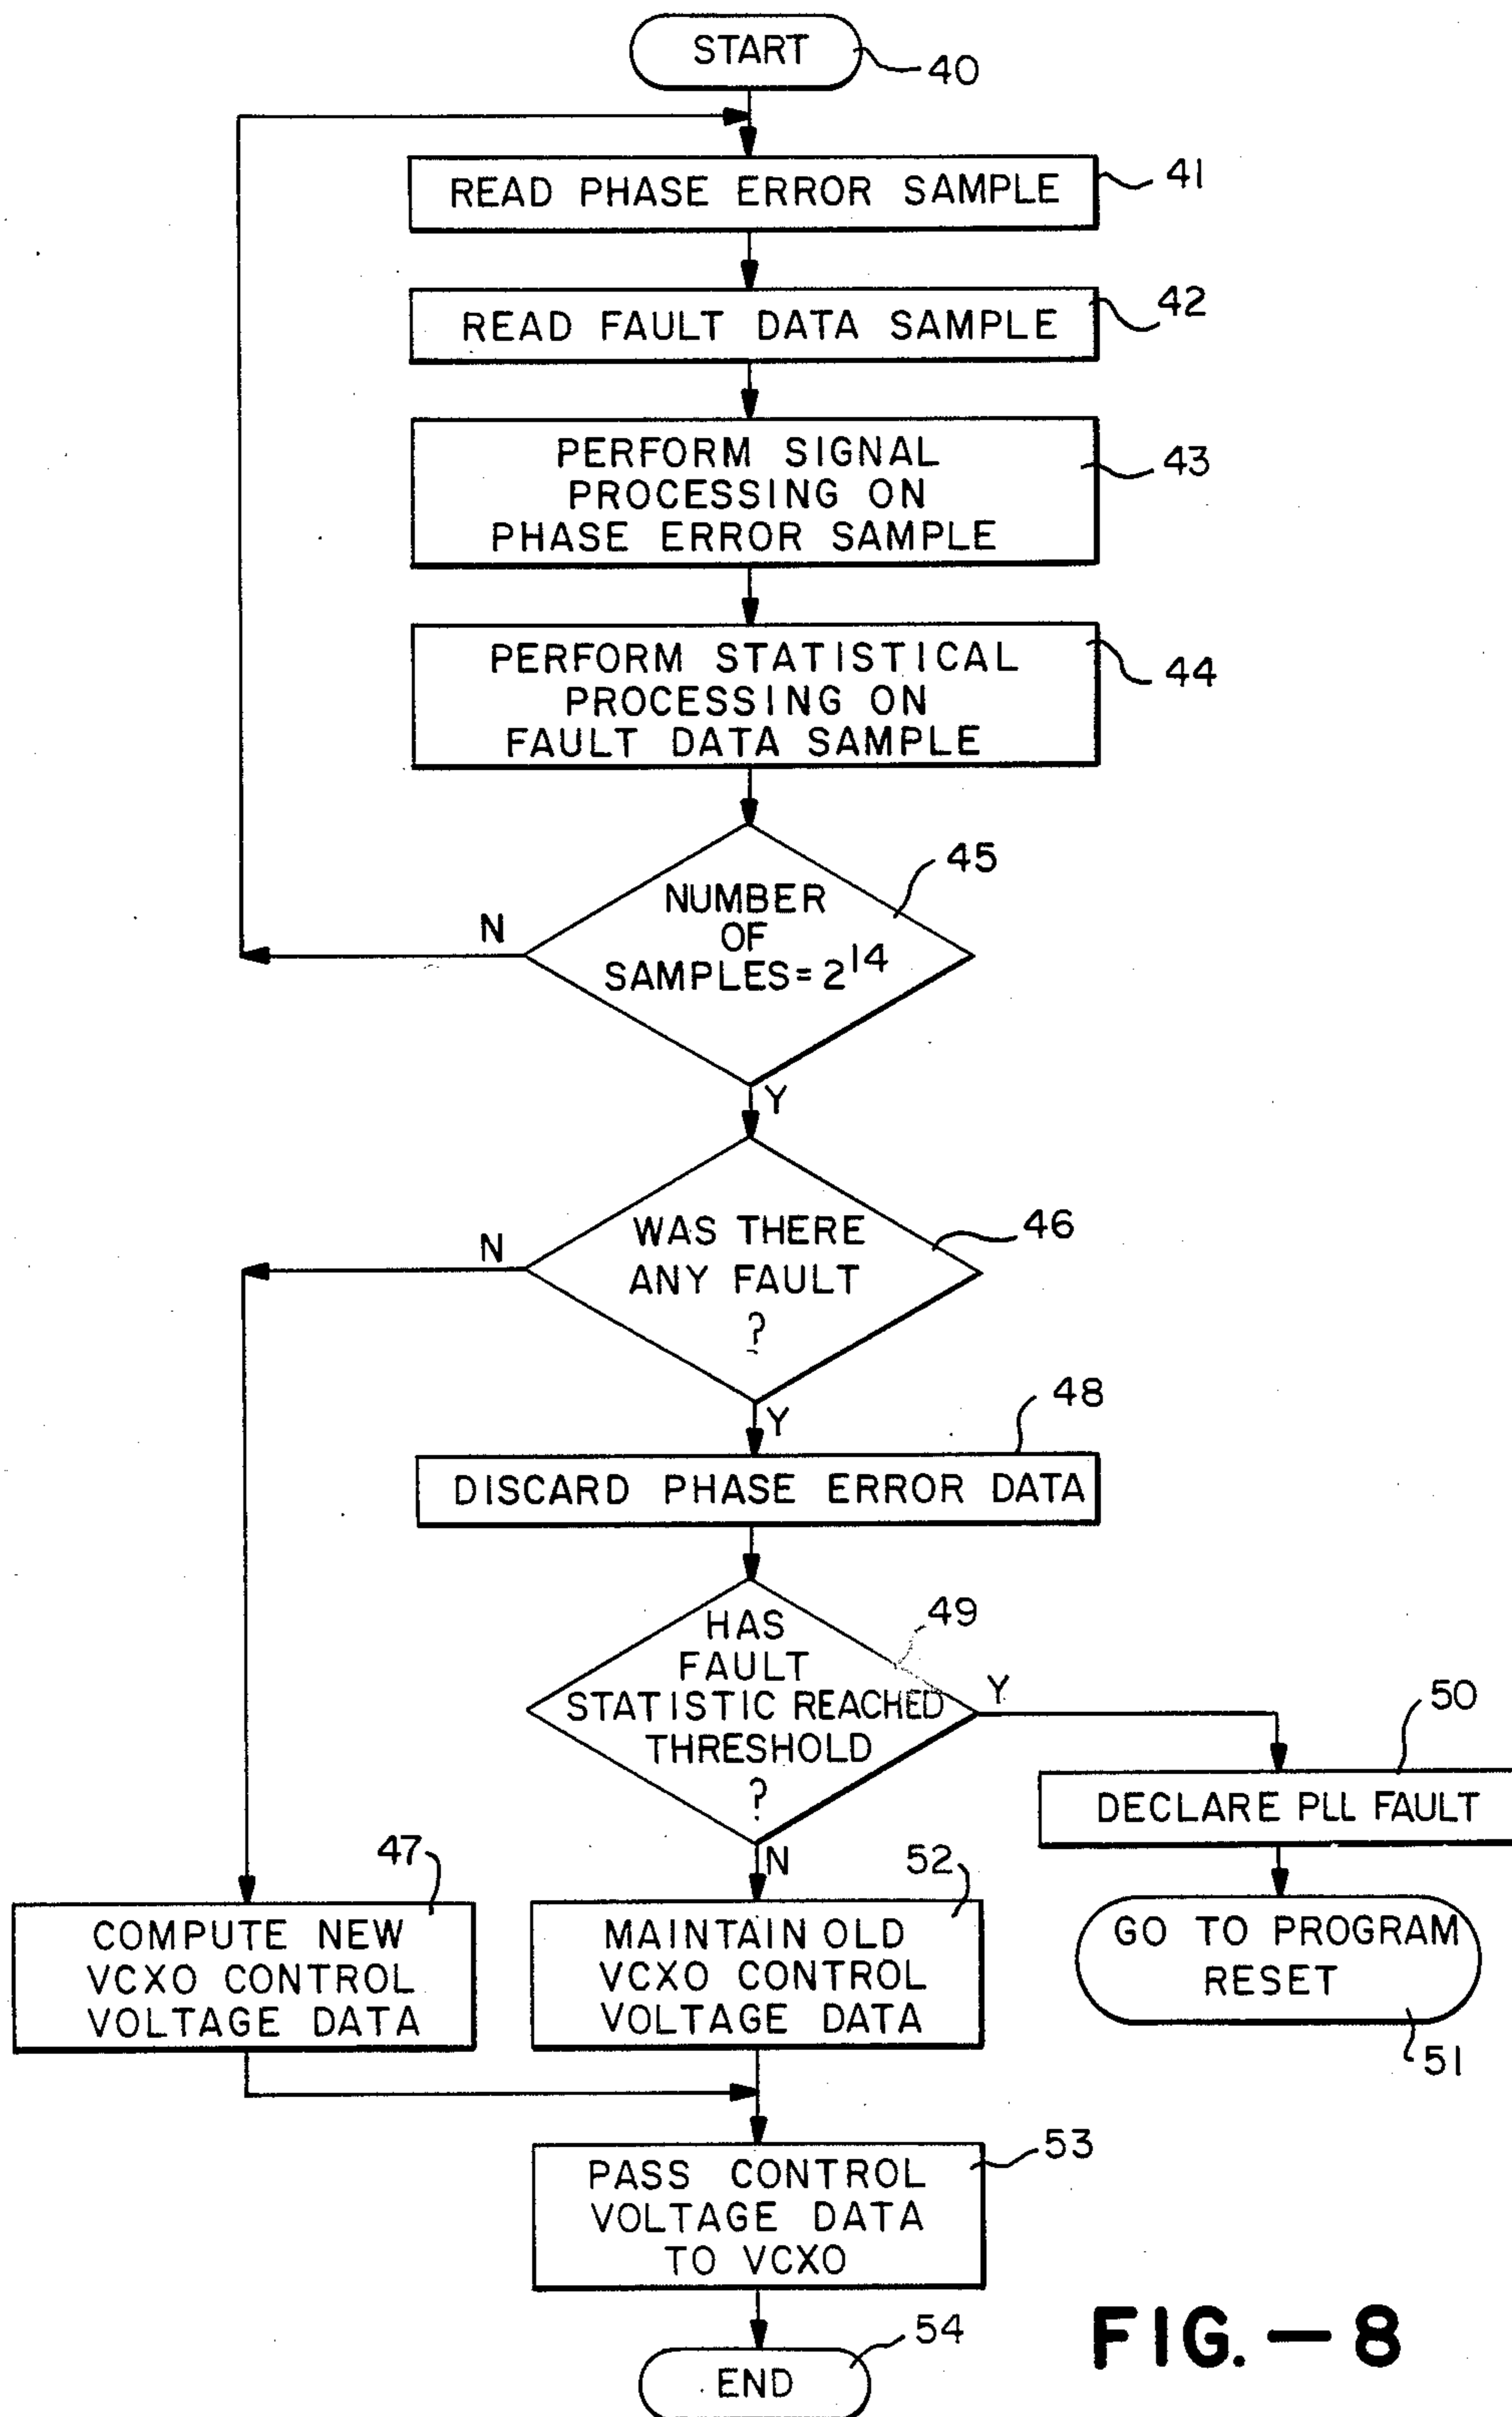 START
40
READ PHASE ERROR SAMPLE
41
READ FAULT DATA SAMPLE
42
PERFORM SIGNAL
PROCESSING ON
PHASE ERROR SAMPLE
43
PERFORM STATISTICAL
PROCESSING ON
FAULT DATA SAMPLE
44
NUMBER
OF
SAMPLES = 2^14
45
N
Y
WAS THERE
ANY FAULT
?
46
N
Y
48
DISCARD PHASE ERROR DATA
HAS
FAULT
STATISTIC REACHED
THRESHOLD
?
49
Y
N
50
DECLARE PLL FAULT
47
COMPUTE NEW
VCXO CONTROL
VOLTAGE DATA
52
MAINTAIN OLD
VCXO CONTROL
VOLTAGE DATA
GO TO PROGRAM
RESET
51
PASS CONTROL
VOLTAGE DATA
TO VCXO
53
END
54
FIG.—8